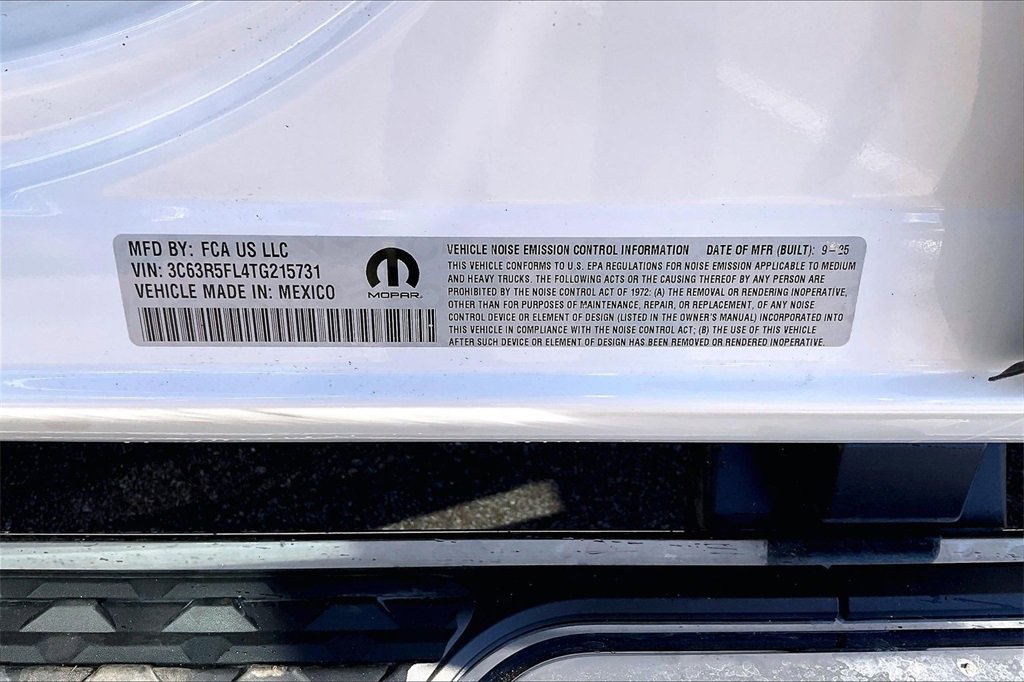 MFD BY: FCA US LLC
VIN: 3C63R5FL4TG215731
VEHICLE MADE IN: MEXICO
MOPAR
VEHICLE NOISE EMISSION CONTROL INFORMATION DATE OF MFR (BUILT): 9-25
THIS VEHICLE CONFORMS TO U.S. EPA REGULATIONS FOR NOISE EMISSION APPLICABLE TO MEDIUM
AND HEAVY TRUCKS. THE FOLLOWING ACTS OR THE CAUSING THEREOF BY ANY PERSON ARE
PROHIBITED BY THE NOISE CONTROL ACT OF 1972: (A) THE REMOVAL OR RENDERING INOPERATIVE,
OTHER THAN FOR PURPOSES OF MAINTENANCE, REPAIR, OR REPLACEMENT, OF ANY NOISE
CONTROL DEVICE OR ELEMENT OF DESIGN (LISTED IN THE OWNER'S MANUAL) INCORPORATED INTO
THIS VEHICLE IN COMPLIANCE WITH THE NOISE CONTROL ACT; (B) THE USE OF THIS VEHICLE
AFTER SUCH DEVICE OR ELEMENT OF DESIGN HAS BEEN REMOVED OR RENDERED INOPERATIVE.